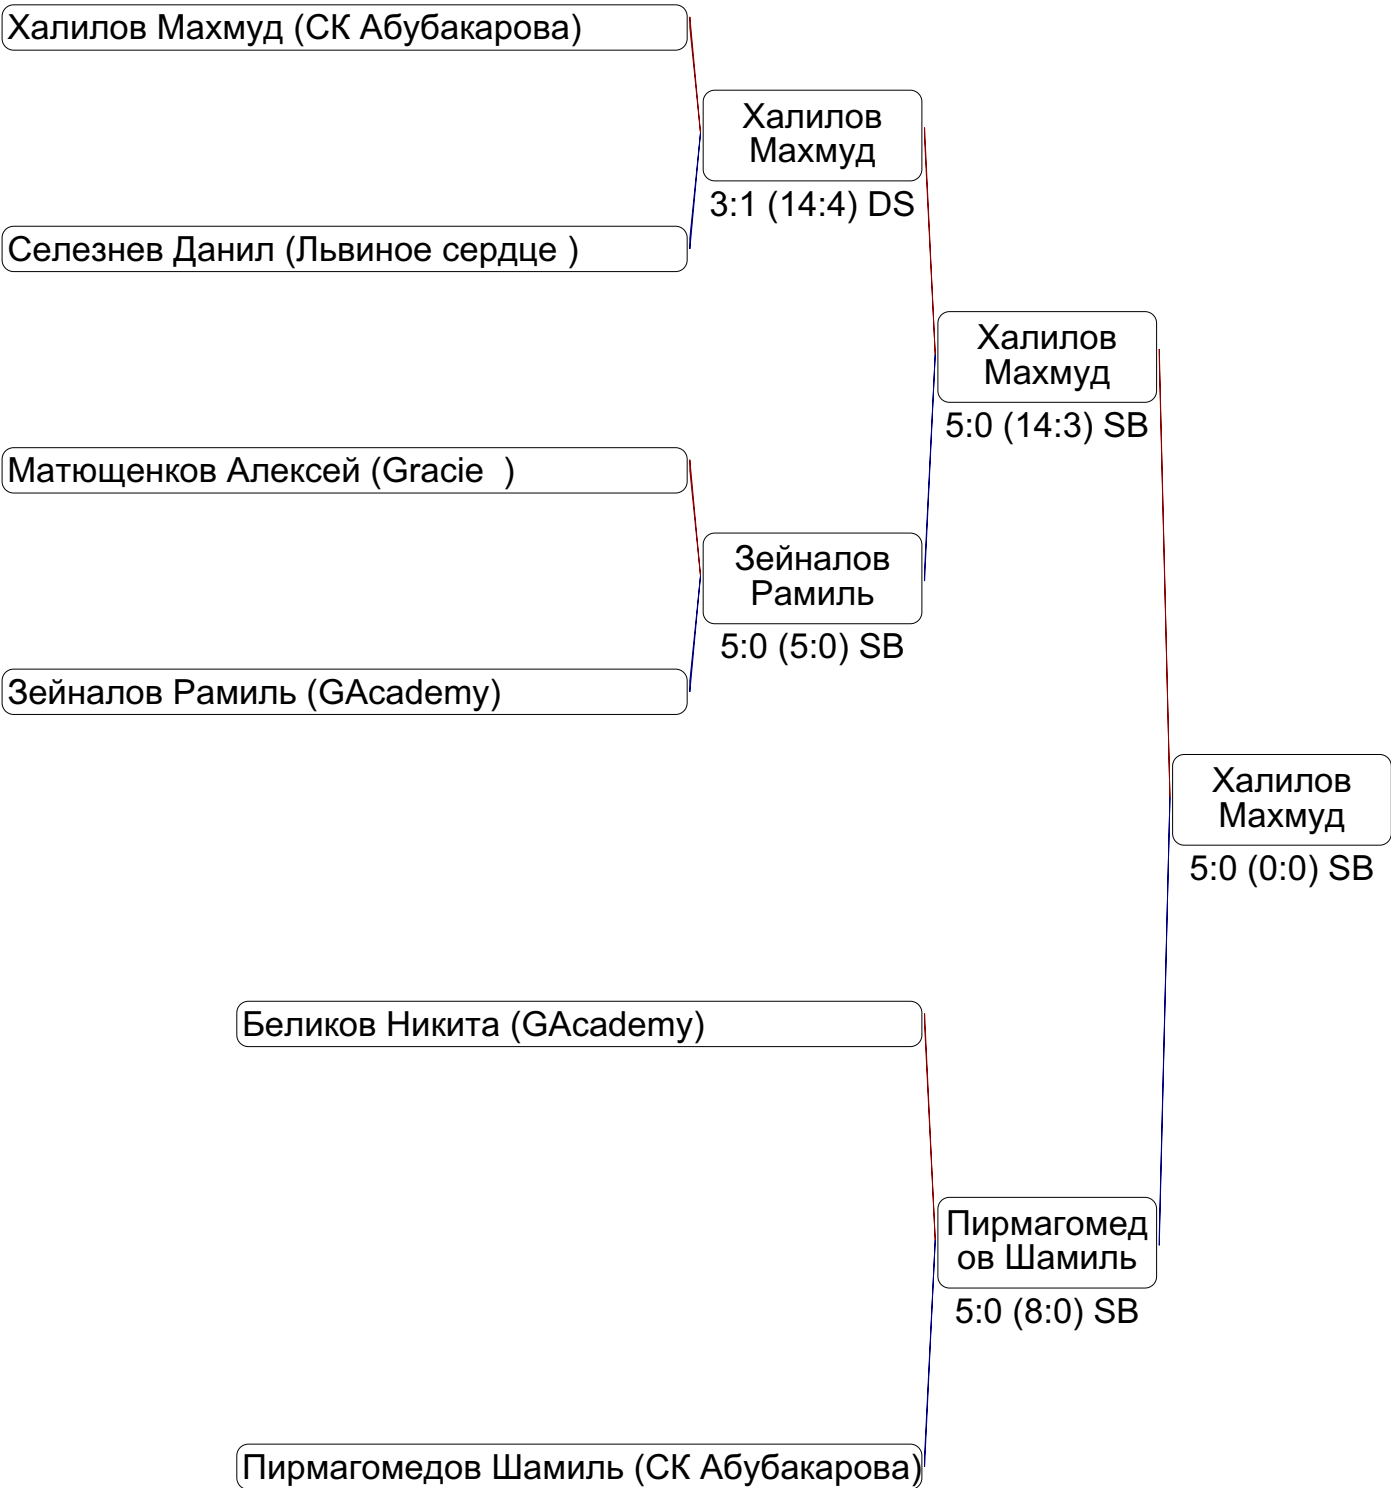 Халилов Махмуд (СК Абубакарова)
Халилов
Махмуд
3:1 (14:4) DS
Селезнев Данил (Львиное сердце )
Халилов
Махмуд
5:0 (14:3) SB
Матющенков Алексей (Gracie  )
Зейналов
Рамиль
5:0 (5:0) SB
Зейналов Рамиль (GAcademy)
Халилов
Махмуд
5:0 (0:0) SB
Беликов Никита (GAcademy)
Пирмагомед
ов Шамиль
5:0 (8:0) SB
Пирмагомедов Шамиль (СК Абубакарова)